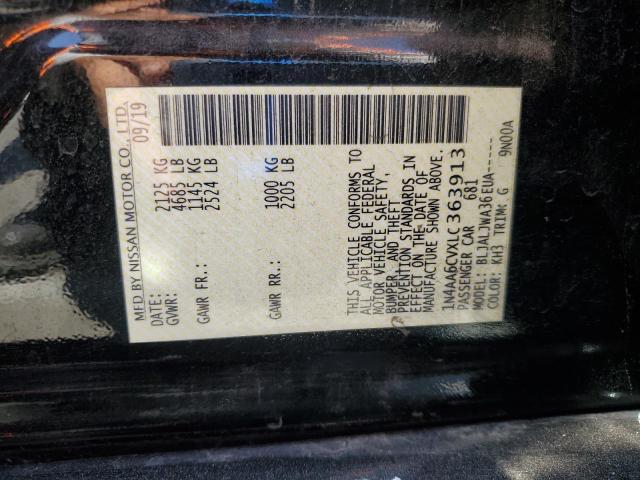 MFD BY NISSAN MOTOR CO., LTD.
DATE: 09/19
GVWR: 2125 KG
4685 LB
GAWR FR.: 1145 KG
2524 LB
GAWR RR.: 1000 KG
2205 LB
THIS VEHICLE CONFORMS TO
ALL APPLICABLE FEDERAL
MOTOR VEHICLE SAFETY,
BUMPER, AND THEFT
PREVENTION STANDARDS IN
EFFECT ON THE DATE OF
MANUFACTURE SHOWN ABOVE.
1N4AA6CVXLC363913
PASSENGER CAR 681
MODEL: BLJALJWA36EUA-----
COLOR: KH3 TRIM: G 9N00A